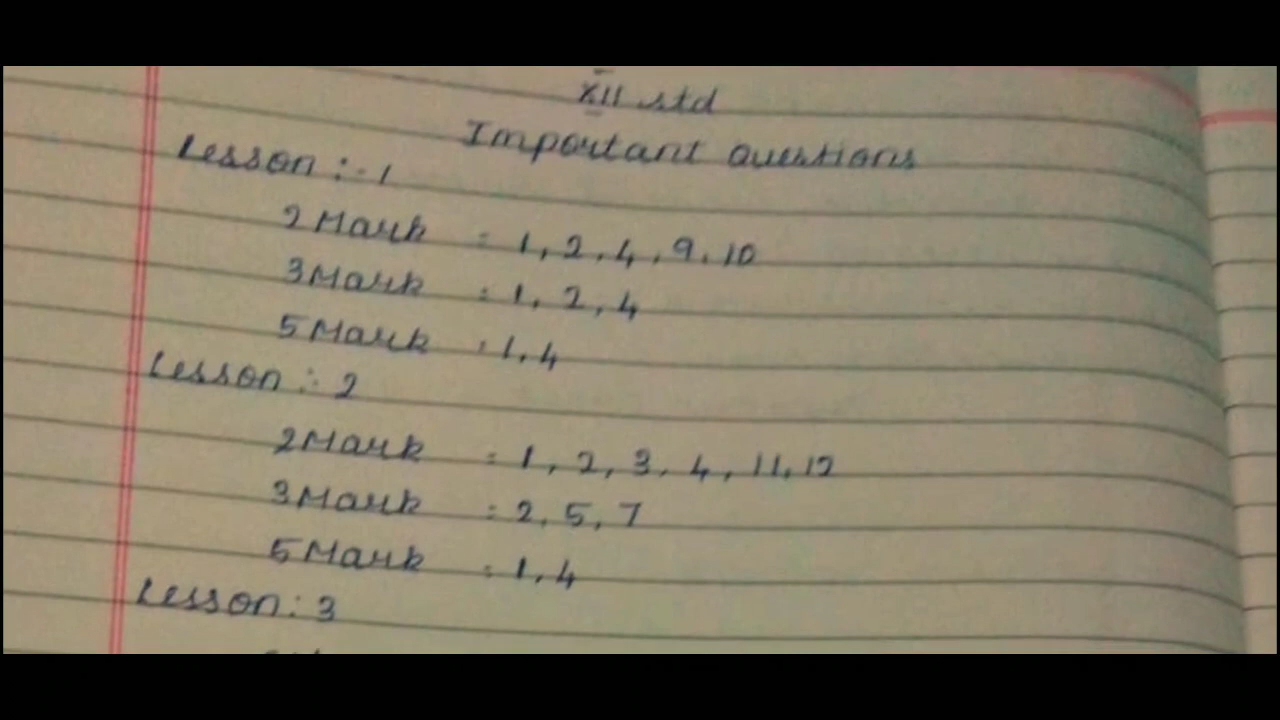 XII std
Important questions
Lesson :- 1
2 Mark = 1, 2, 4, 9, 10
3 Mark = 1, 2, 4
5 Mark = 1, 4
Lesson :- 2
2 Mark = 1, 2, 3, 4, 11, 12
3 Mark = 2, 5, 7
5 Mark = 1, 4
Lesson : 3